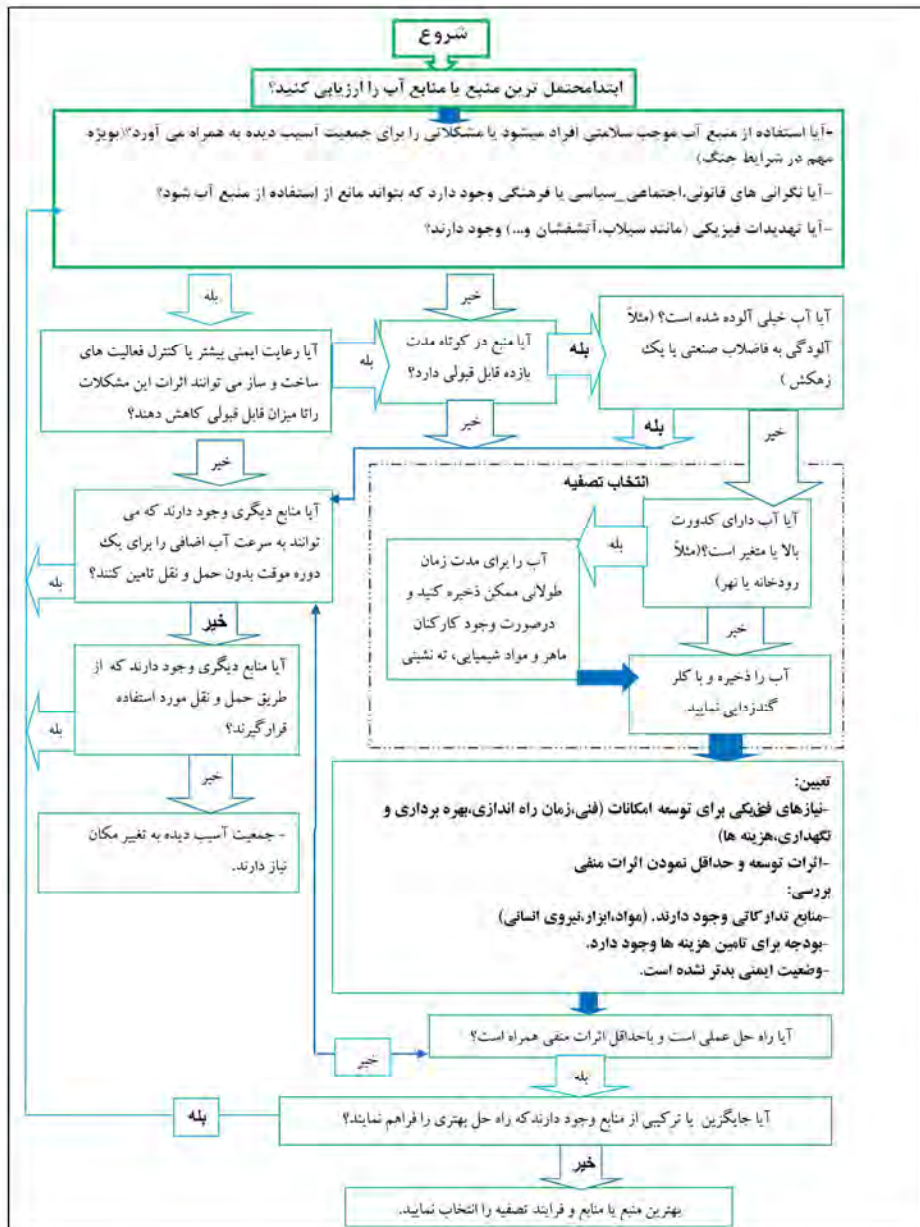 شروع
ابتدامحتمل ترین منبع یا منابع آب را ارزیابی کنید؟
-آیا استفاده از منبع آب موجب سلامتی افراد میشود یا مشکلاتی را برای جمعیت آسیب دیده به همراه می آورد؟(بویژه
مهم در شرایط جنگ)
-آیا نگرانی های قانونی،اجتماعی_سیاسی یا فرهنگی وجود دارد که بتواند مانع از إستفاده از منبع آب شود؟
-آیا تهدیدات فیزیکی (مانند سیلاب،آتشفشان و...) وجود دارند؟
بله
خیر
آیا رعایت ایمنی بیشتر یا کنترل فعالیت های
ساخت و ساز می توانند اثرات این مشکلات
راتا میزان قابل قبولی کاهش دهند؟
بله
آیا منبع در کوتاه مدت
بازده قابل قبولی دارد؟
بله
آیا آب خیلی آلوده شده است؟ (مثلاً
آلودگی به فاضلاب صنعتی یا یک
زهکش )
خیر
خیر
بله
خیر
آیا منابع دیگری وجود دارند که می
توانند به سرعت آب اضافی را برای یک
دوره موقت بدون حمل و نقل تامین کنند؟
بله
خیر
آیا منابع دیگری وجود دارند که از
طریق حمل و نقل مورد استفاده
قرارگیرند؟
بله
خیر
- جمعیت آسیب دیده به تغییر مکان
نیاز دارند.
انتخاب تصفیه
آیا آب دارای کدورت
بالا یا متغیر است؟(مثلاً
رودخانه یا نهر)
بله
آب را برای مدت زمان
طولانی ممکن ذخیره کنید و
درصورت وجود کارکنان
ماهر و مواد شیمیایی، ته نشینی
خیر
آب را ذخیره و با کلر
گندزدایی نمایید.
تعیین:
-نیازهای برای توسعه امکانات (فنی،زمان راه اندازی،بهره برداری و
نگهداری،هزینه ها)
-اثرات توسعه و حداقل نمودن اثرات منفی
بررسی:
-منابع تدارکاتی وجود دارند. (مواد،ابزار،نیروی انسانی)
-بودجه برای تامین هزینه ها وجود دارد.
-وضعیت ایمنی بدتر نشده است.
آیا راه حل عملی است و باحداقل اثرات منفی همراه است؟
خیر
بله
آیا جایگزین یا ترکیبی از منابع وجود دارندکه راه حل بهتری را فراهم نمایند؟
بله
خیر
بهترین منبع یا منابع و فرایند تصفیه را انتخاب نمایید.